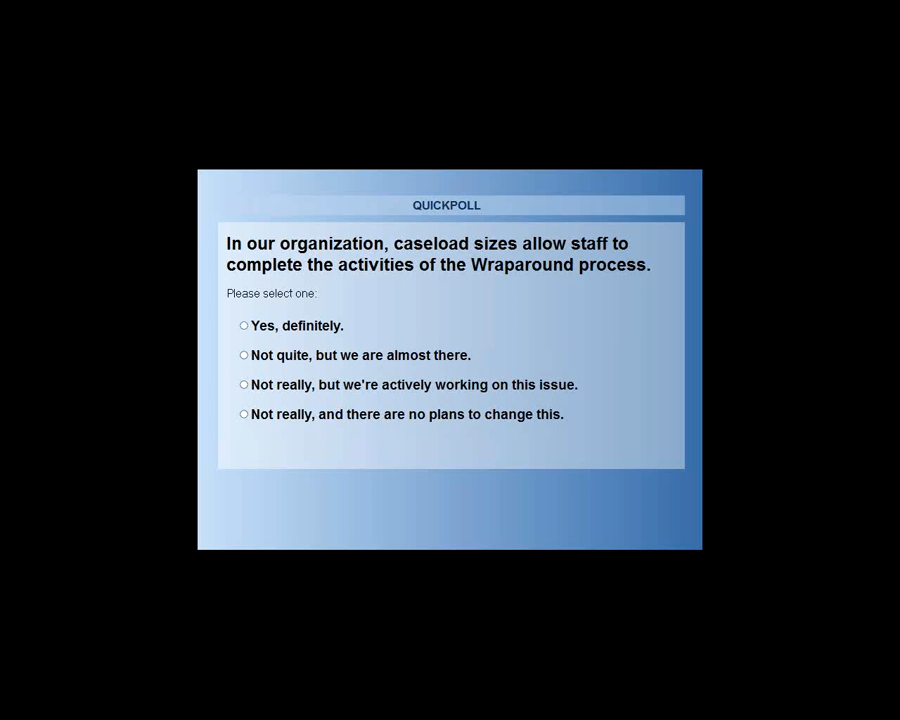 QUICKPOLL
In our organization, caseload sizes allow staff to
complete the activities of the Wraparound process.
Please select one:
Yes, definitely.
Not quite, but we are almost there.
Not really, but we're actively working on this issue.
Not really, and there are no plans to change this.